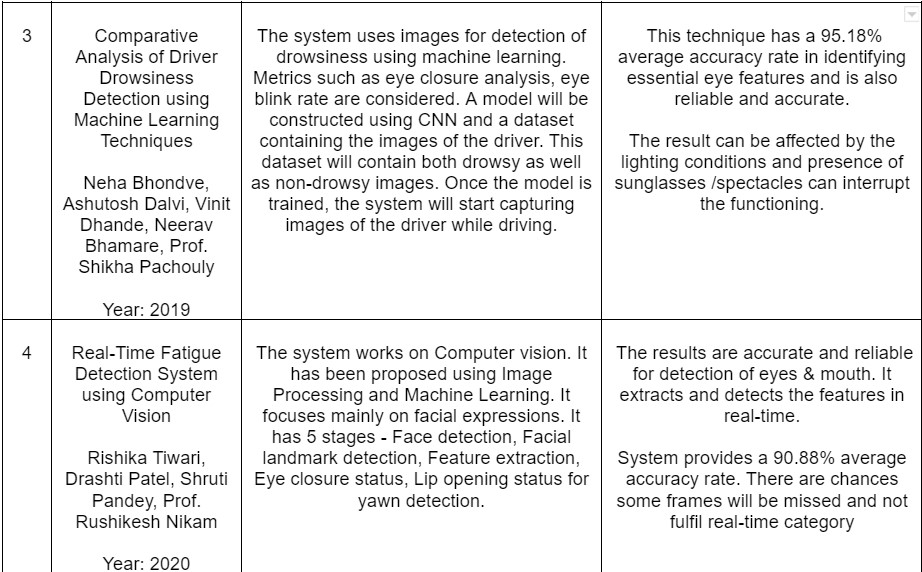 3
Comparative
Analysis of Driver
Drowsiness
Detection using
Machine Learning
Techniques
Neha Bhondve,
Ashutosh Dalvi, Vinit
Dhande, Neerav
Bhamare, Prof.
Shikha Pachouly
Year: 2019
The system uses images for detection of
drowsiness using machine learning.
Metrics such as eye closure analysis, eye
blink rate are considered. A model will be
constructed using CNN and a dataset
containing the images of the driver. This
dataset will contain both drowsy as well
as non-drowsy images. Once the model is
trained, the system will start capturing
images of the driver while driving.
This technique has a 95.18%
average accuracy rate in identifying
essential eye features and is also
reliable and accurate.
The result can be affected by the
lighting conditions and presence of
sunglasses /spectacles can interrupt
the functioning.
4
Real-Time Fatigue
Detection System
using Computer
Vision
Rishika Tiwari,
Drashti Patel, Shruti
Pandey, Prof.
Rushikesh Nikam
Year: 2020
The system works on Computer vision. It
has been proposed using Image
Processing and Machine Learning. It
focuses mainly on facial expressions. It
has 5 stages - Face detection, Facial
landmark detection, Feature extraction,
Eye closure status, Lip opening status for
yawn detection.
The results are accurate and reliable
for detection of eyes & mouth. It
extracts and detects the features in
real-time.
System provides a 90.88% average
accuracy rate. There are chances
some frames will be missed and not
fulfil real-time category